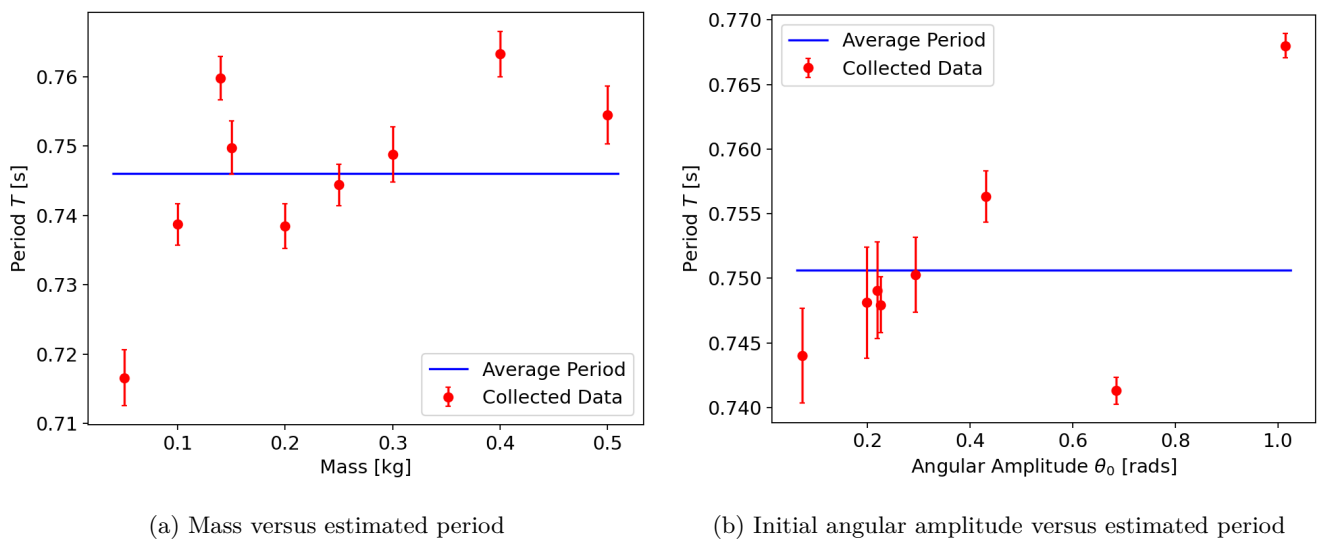 0.76
0.75
0.74
0.73
0.72
0.71
Period T [s]
0.1 0.2 0.3 0.4 0.5
Mass [kg]
Average Period
Collected Data
(a) Mass versus estimated period
0.770
0.765
0.760
0.755
0.750
0.745
0.740
Period T [s]
Average Period
Collected Data
0.2 0.4 0.6 0.8 1.0
Angular Amplitude θ₀ [rads]
(b) Initial angular amplitude versus estimated period